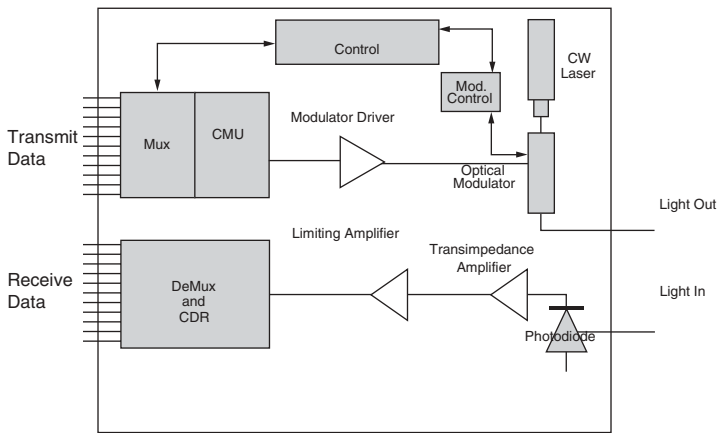 Control
CW
Laser
Mod.
Control
Modulator Driver
Transmit
Data
Mux
CMU
Optical
Modulator
Light Out
Limiting Amplifier
Transimpedance
Amplifier
Receive
Data
DeMux
and
CDR
Light In
Photodiode